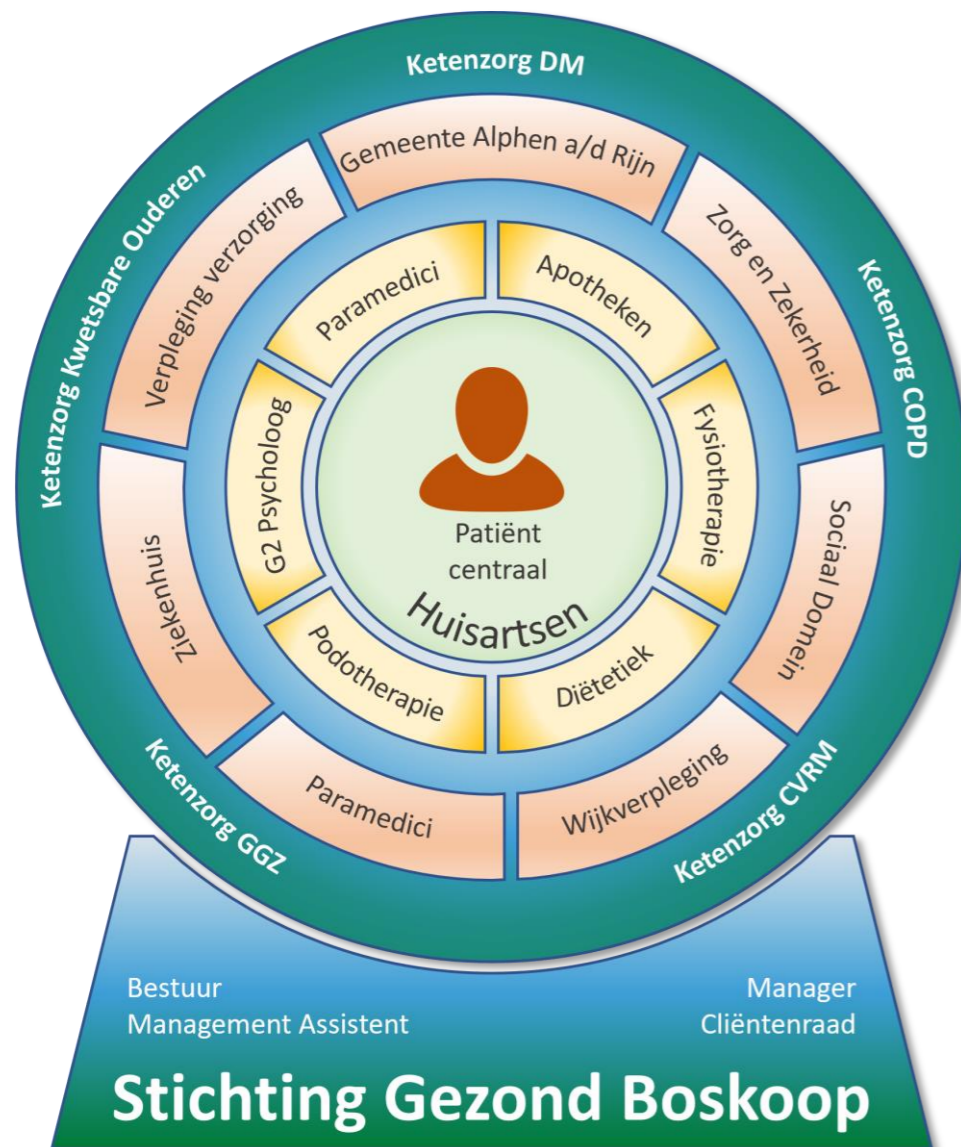 Ketenzorg DM
Ketenzorg COPD
Ketenzorg CVRM
Ketenzorg GGZ
Ketenzorg Kwetsbare Ouderen
Gemeente Alphen a/d Rijn
Zorg en Zekerheid
Sociaal Domein
Wijkverpleging
Paramedici
Ziekenhuis
Verpleging verzorging
Apotheken
Fysiotherapie
Diëtetiek
Podotherapie
G2 Psycholoog
Paramedici
Patiënt
centraal
Huisartsen
Bestuur
Management Assistent
Manager
Cliëntenraad
Stichting Gezond Boskoop